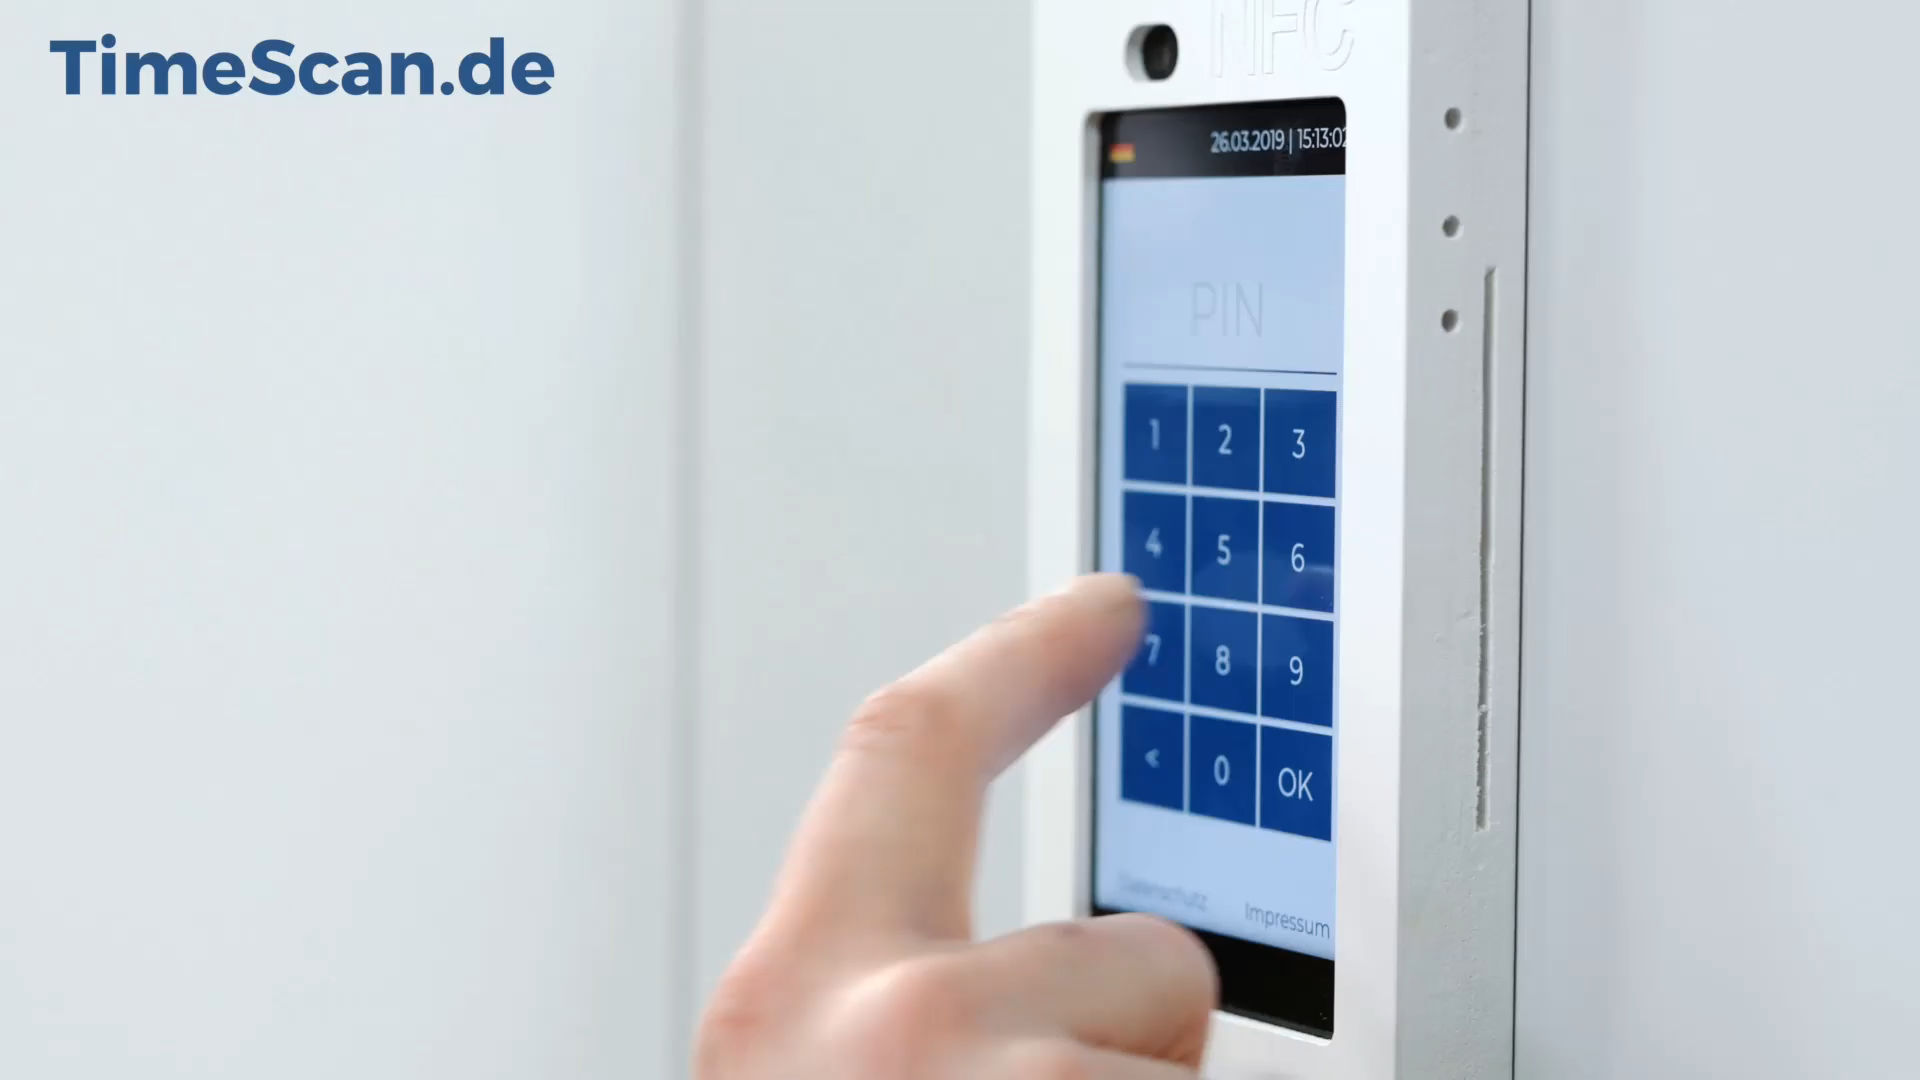 TimeScan.de
NFC
26.03.2019 | 15:13:02
PIN
1 2 3
4 5 6
7 8 9
< 0 OK
Datenschutz Impressum